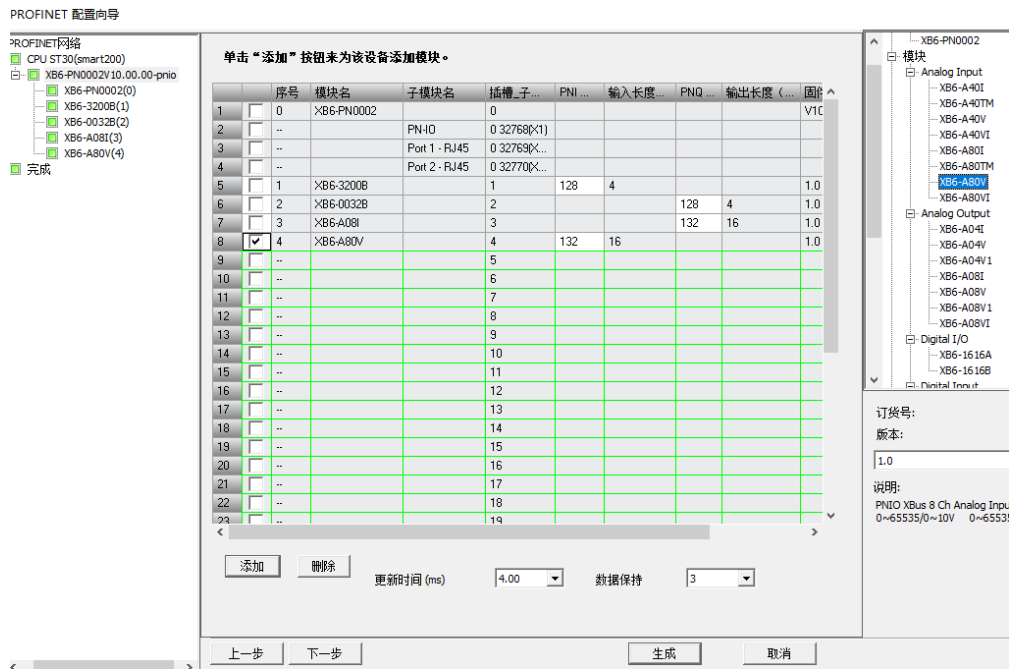 PROFINET 配置向导
PROFINET网络
CPU ST30(smart200)
XB6-PN0002V10.00.00-pnio
XB6-PN0002(0)
XB6-3200B(1)
XB6-0032B(2)
XB6-A08I(3)
XB6-A80V(4)
完成
单击“添加”按钮来为该设备添加模块。
序号 模块名 子模块名 插槽_子... PNI ... 输入长度... PNQ ... 输出长度 (... 固件
1 0 XB6-PN0002 0 V10
2 -- PN-IO 0 32768(X1)
3 -- Port 1 - RJ45 0 32769(X...
4 -- Port 2 - RJ45 0 32770(X...
5 1 XB6-3200B 1 128 4 1.0
6 2 XB6-0032B 2 128 4 1.0
7 3 XB6-A08I 3 132 16 1.0
8 4 XB6-A80V 4 132 16 1.0
9 -- 5
10 -- 6
11 -- 7
12 -- 8
13 -- 9
14 -- 10
15 -- 11
16 -- 12
17 -- 13
18 -- 14
19 -- 15
20 -- 16
21 -- 17
22 -- 18
23 -- 19
添加 删除 更新时间 (ms) 4.00 数据保持 3
上一步 下一步 生成 取消
XB6-PN0002
模块
Analog Input
XB6-A40I
XB6-A40TM
XB6-A40V
XB6-A40VI
XB6-A80I
XB6-A80TM
XB6-A80V
XB6-A80VI
Analog Output
XB6-A04I
XB6-A04V
XB6-A04V1
XB6-A08I
XB6-A08V
XB6-A08V1
XB6-A08VI
Digital I/O
XB6-1616A
XB6-1616B
Digital Input
订货号:
版本:
1.0
说明:
PNIO XBus 8 Ch Analog Inpu
0~65535/0~10V 0~65535